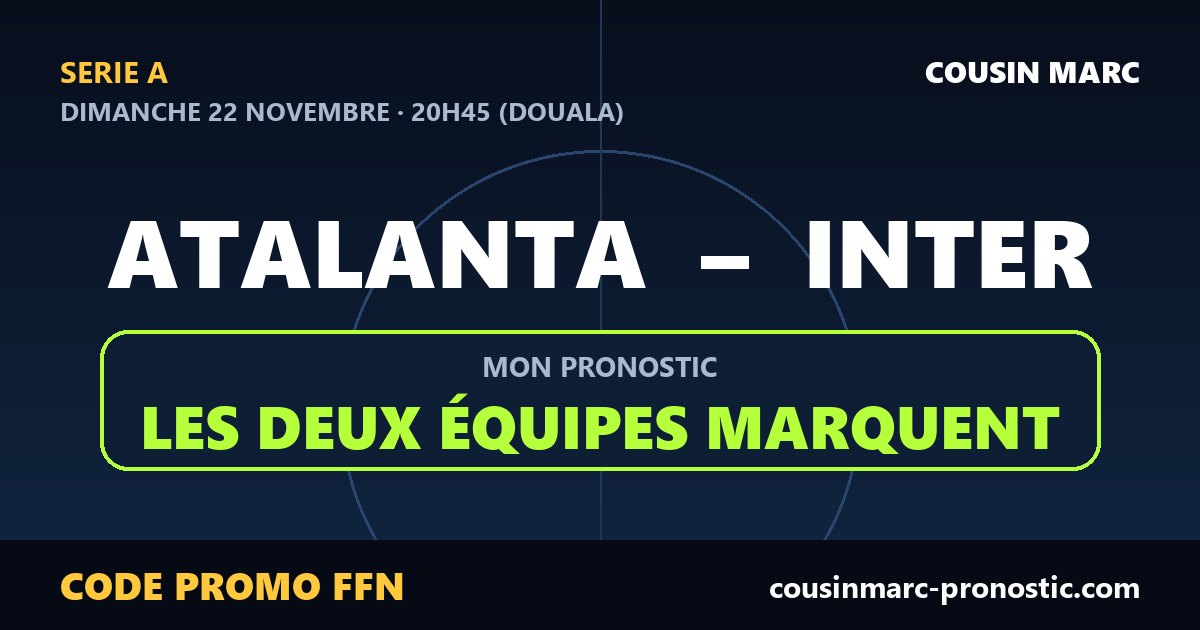 SERIE A
COUSIN MARC
DIMANCHE 22 NOVEMBRE · 20H45 (DOUALA)
ATALANTA – INTER
MON PRONOSTIC
LES DEUX ÉQUIPES MARQUENT
CODE PROMO FFN
cousinmarc-pronostic.com